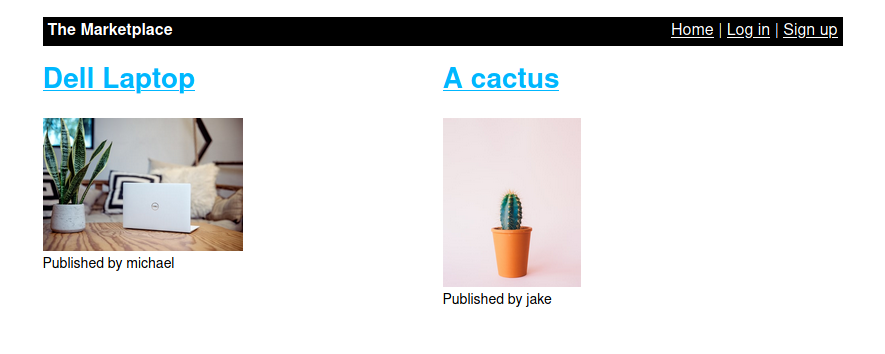 The Marketplace
Home | Log in | Sign up
Dell Laptop
A cactus
Published by michael
Published by jake